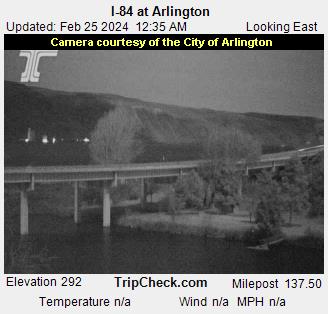 I-84 at Arlington
Updated: Feb 25 2024 12:35 AM Looking East
Camera courtesy of the City of Arlington
Elevation 292 TripCheck.com Milepost 137.50
Temperature n/a Wind n/a MPH n/a